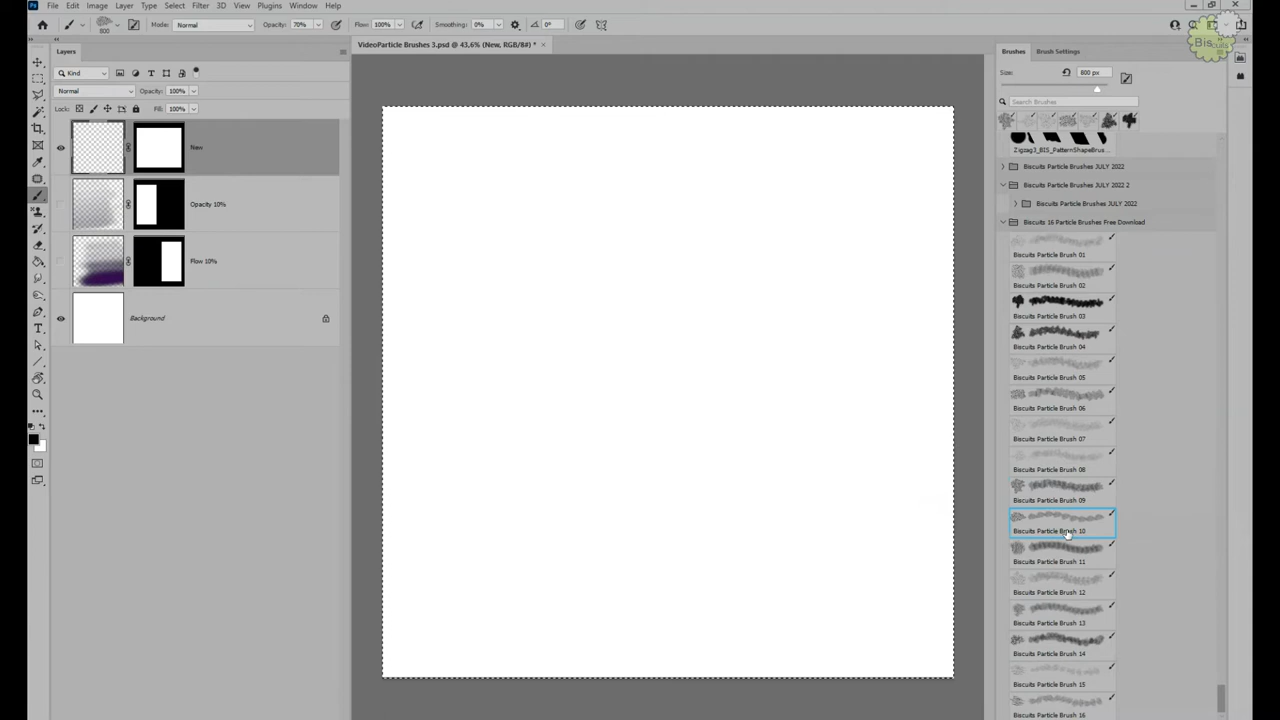 File Edit Image Layer Type Select Filter 3D View Plugins Window Help
Mode: Normal Opacity: 70% Flow: 100% Smoothing: 0% 0°
800
Layers
Kind
Normal Opacity: 100%
Lock: Fill: 100%
New
Opacity 10%
Flow 10%
Background
VideoParticle Brushes 3.psd @ 43,6% (New, RGB/8#) *
Biscuits
Brushes Brush Settings
Size: 800 px
Search Brushes
Zigzag3_BIS_PatternShapeBrus...
Biscuits Particle Brushes JULY 2022
Biscuits Particle Brushes JULY 2022 2
Biscuits Particle Brushes JULY 2022
Biscuits 16 Particle Brushes Free Download
Biscuits Particle Brush 01
Biscuits Particle Brush 02
Biscuits Particle Brush 03
Biscuits Particle Brush 04
Biscuits Particle Brush 05
Biscuits Particle Brush 06
Biscuits Particle Brush 07
Biscuits Particle Brush 08
Biscuits Particle Brush 09
Biscuits Particle Brush 10
Biscuits Particle Brush 11
Biscuits Particle Brush 12
Biscuits Particle Brush 13
Biscuits Particle Brush 14
Biscuits Particle Brush 15
Biscuits Particle Brush 16